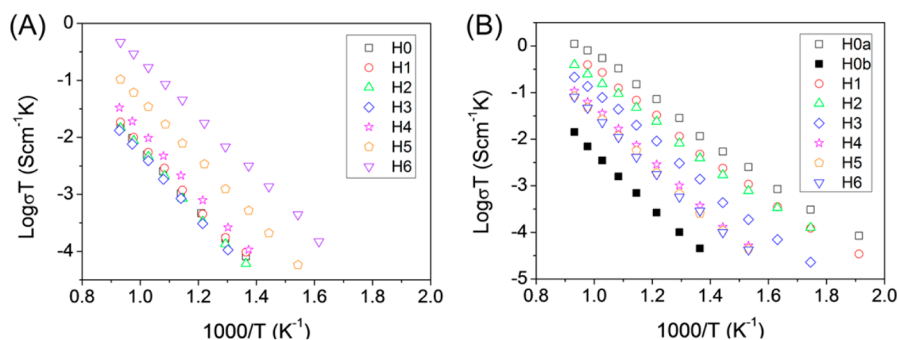 (A)
LogσT (Scm⁻¹K)
0
-1
-2
-3
-4
H0
H1
H2
H3
H4
H5
H6
0.8 1.0 1.2 1.4 1.6 1.8 2.0
1000/T (K⁻¹)
(B)
LogσT (Scm⁻¹K)
0
-1
-2
-3
-4
-5
H0a
H0b
H1
H2
H3
H4
H5
H6
0.8 1.0 1.2 1.4 1.6 1.8 2.0
1000/T (K⁻¹)